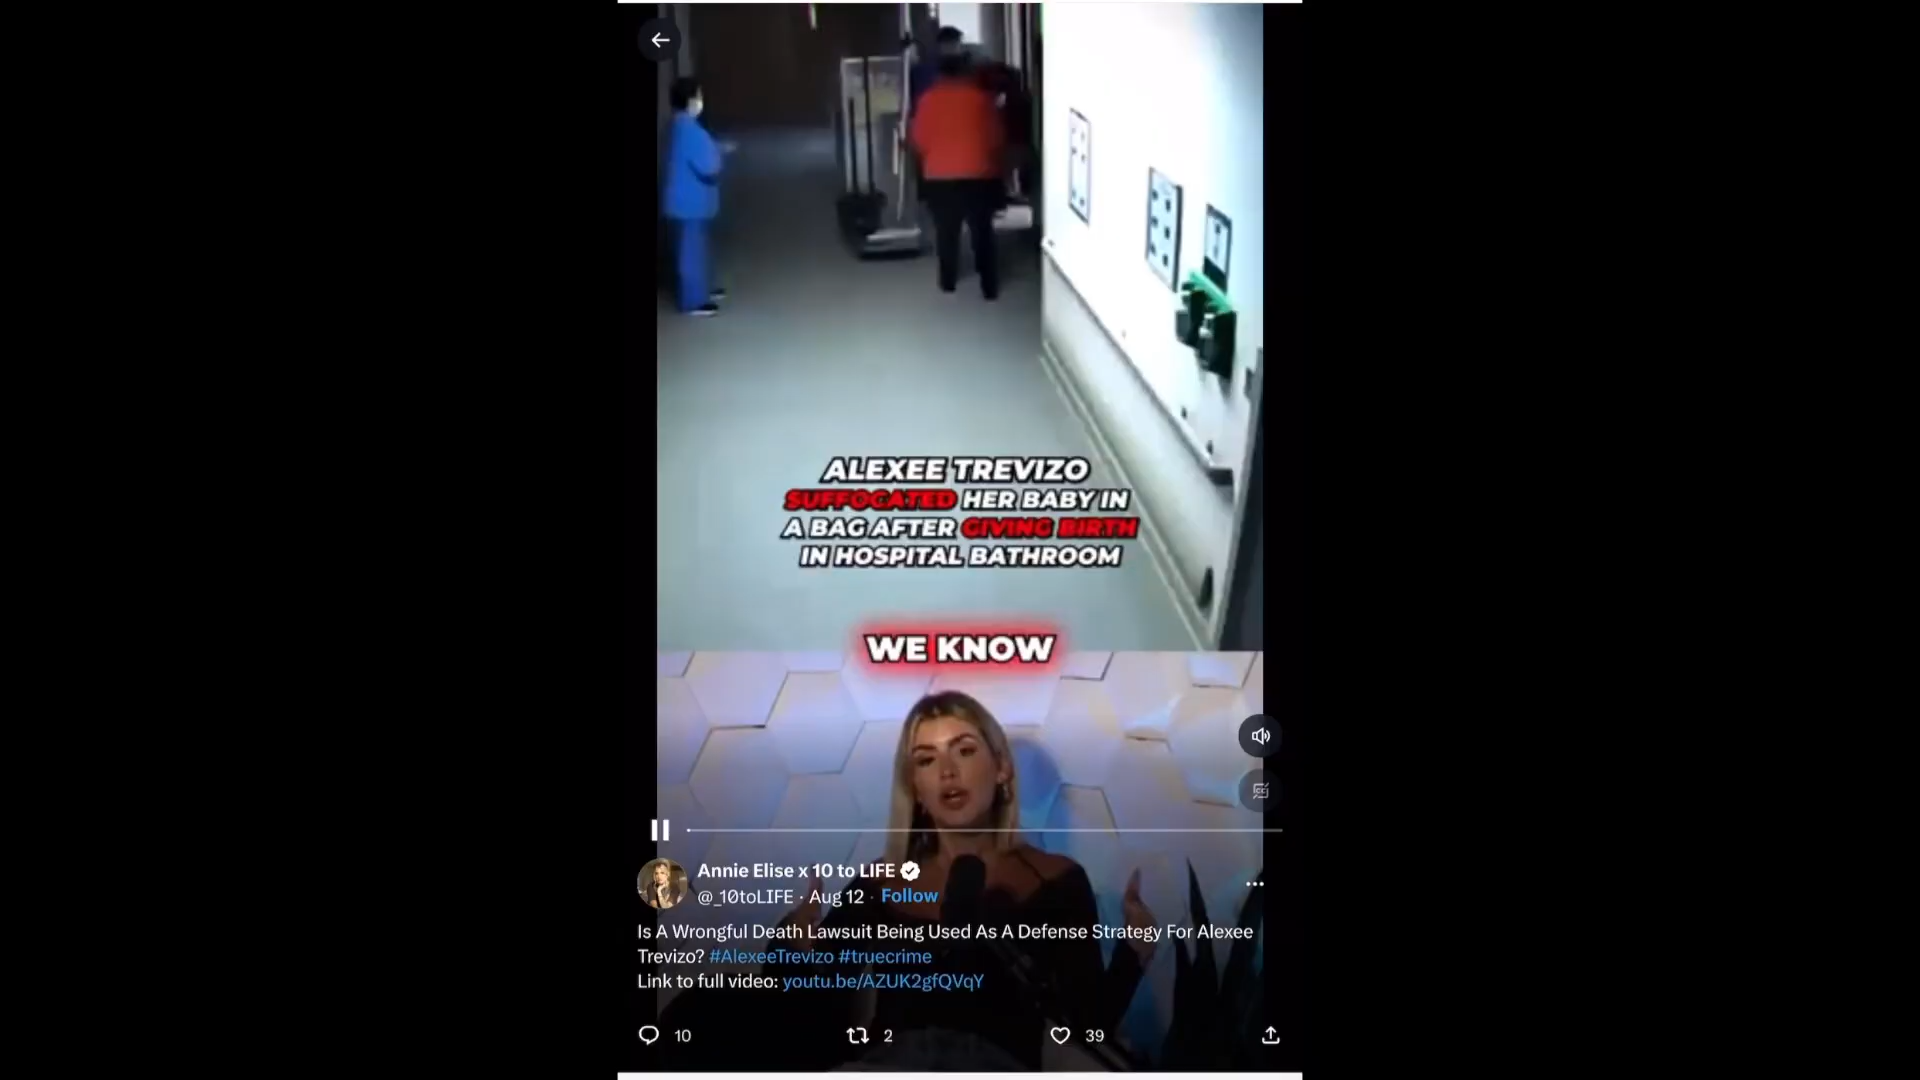 ALEXEE TREVIZO
SUFFOCATED HER BABY IN
A BAG AFTER GIVING BIRTH
IN HOSPITAL BATHROOM
WE KNOW
Annie Elise x 10 to LIFE
@_10toLIFE · Aug 12 · Follow
Is A Wrongful Death Lawsuit Being Used As A Defense Strategy For Alexee
Trevizo? #AlexeeTrevizo #truecrime
Link to full video: youtu.be/AZUK2gfQVqY
10 2 39